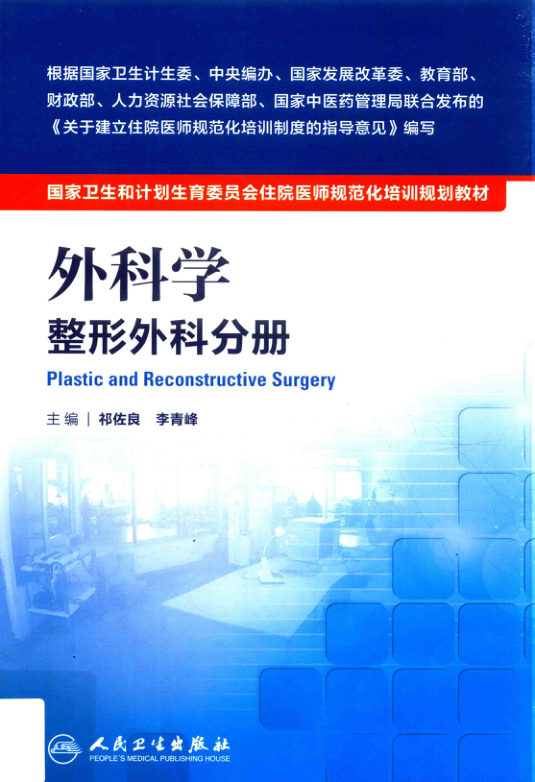 根据国家卫生计生委、中央编办、国家发展改革委、教育部、
财政部、人力资源社会保障部、国家中医药管理局联合发布的
《关于建立住院医师规范化培训制度的指导意见》编写
国家卫生和计划生育委员会住院医师规范化培训规划教材
外科学
整形外科分册
Plastic and Reconstructive Surgery
主编 | 祁佐良 李青峰
人民卫生出版社
PEOPLE'S MEDICAL PUBLISHING HOUSE